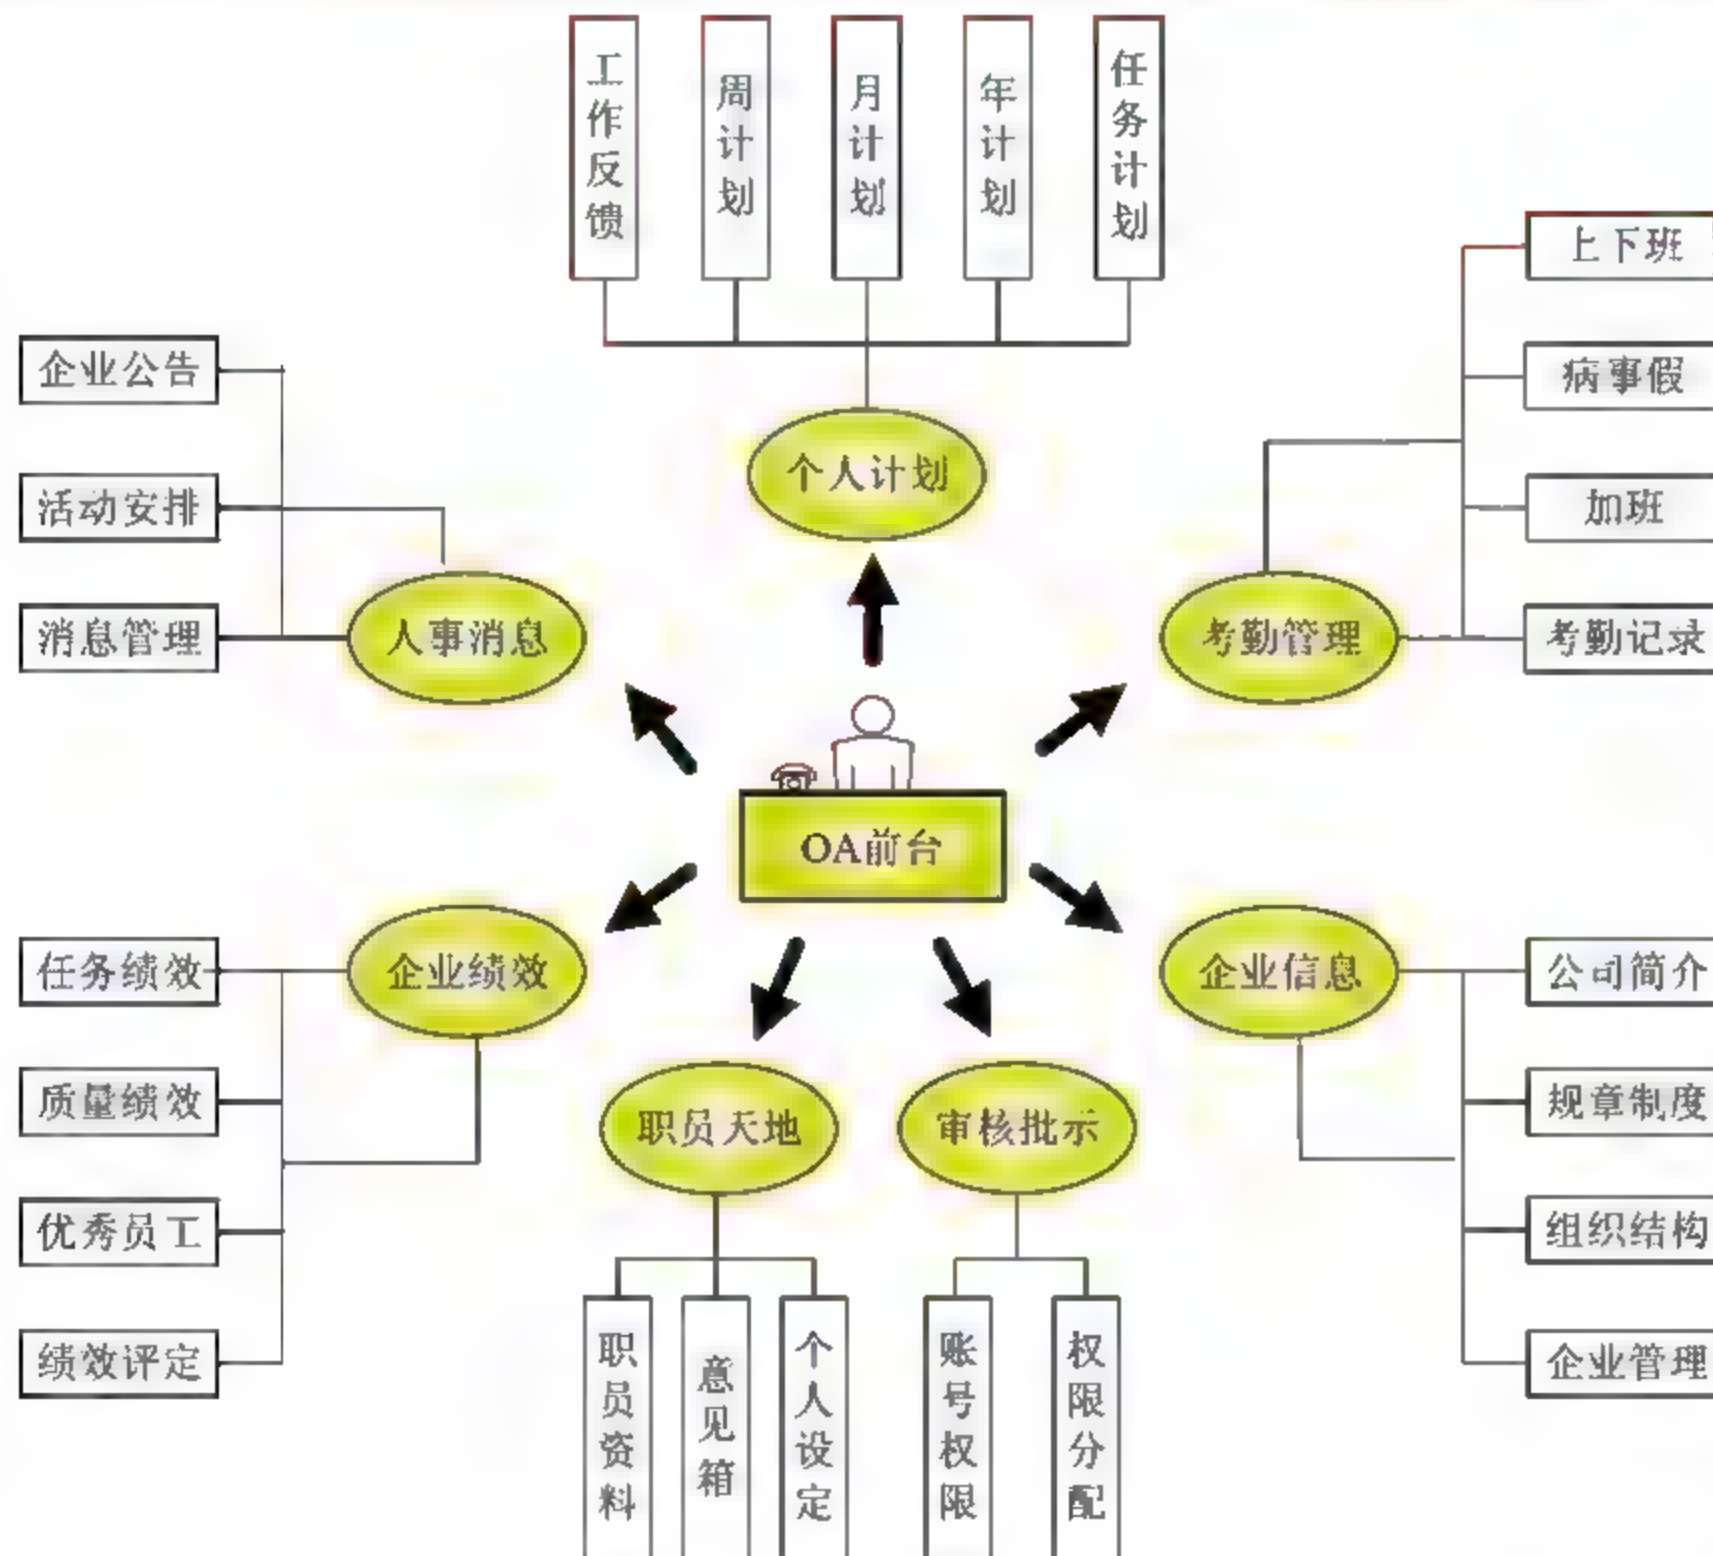 工作反馈
周计划
月计划
年计划
任务计划
上下班
企业公告
病事假
个人计划
活动安排
加班
消息管理
人事消息
考勤管理
考勤记录
OA前台
任务绩效
企业绩效
企业信息
公司简介
质量绩效
规章制度
职员天地
审核批示
优秀员工
组织结构
绩效评定
企业管理
职员资料
意见箱
个人设定
账号权限
权限分配